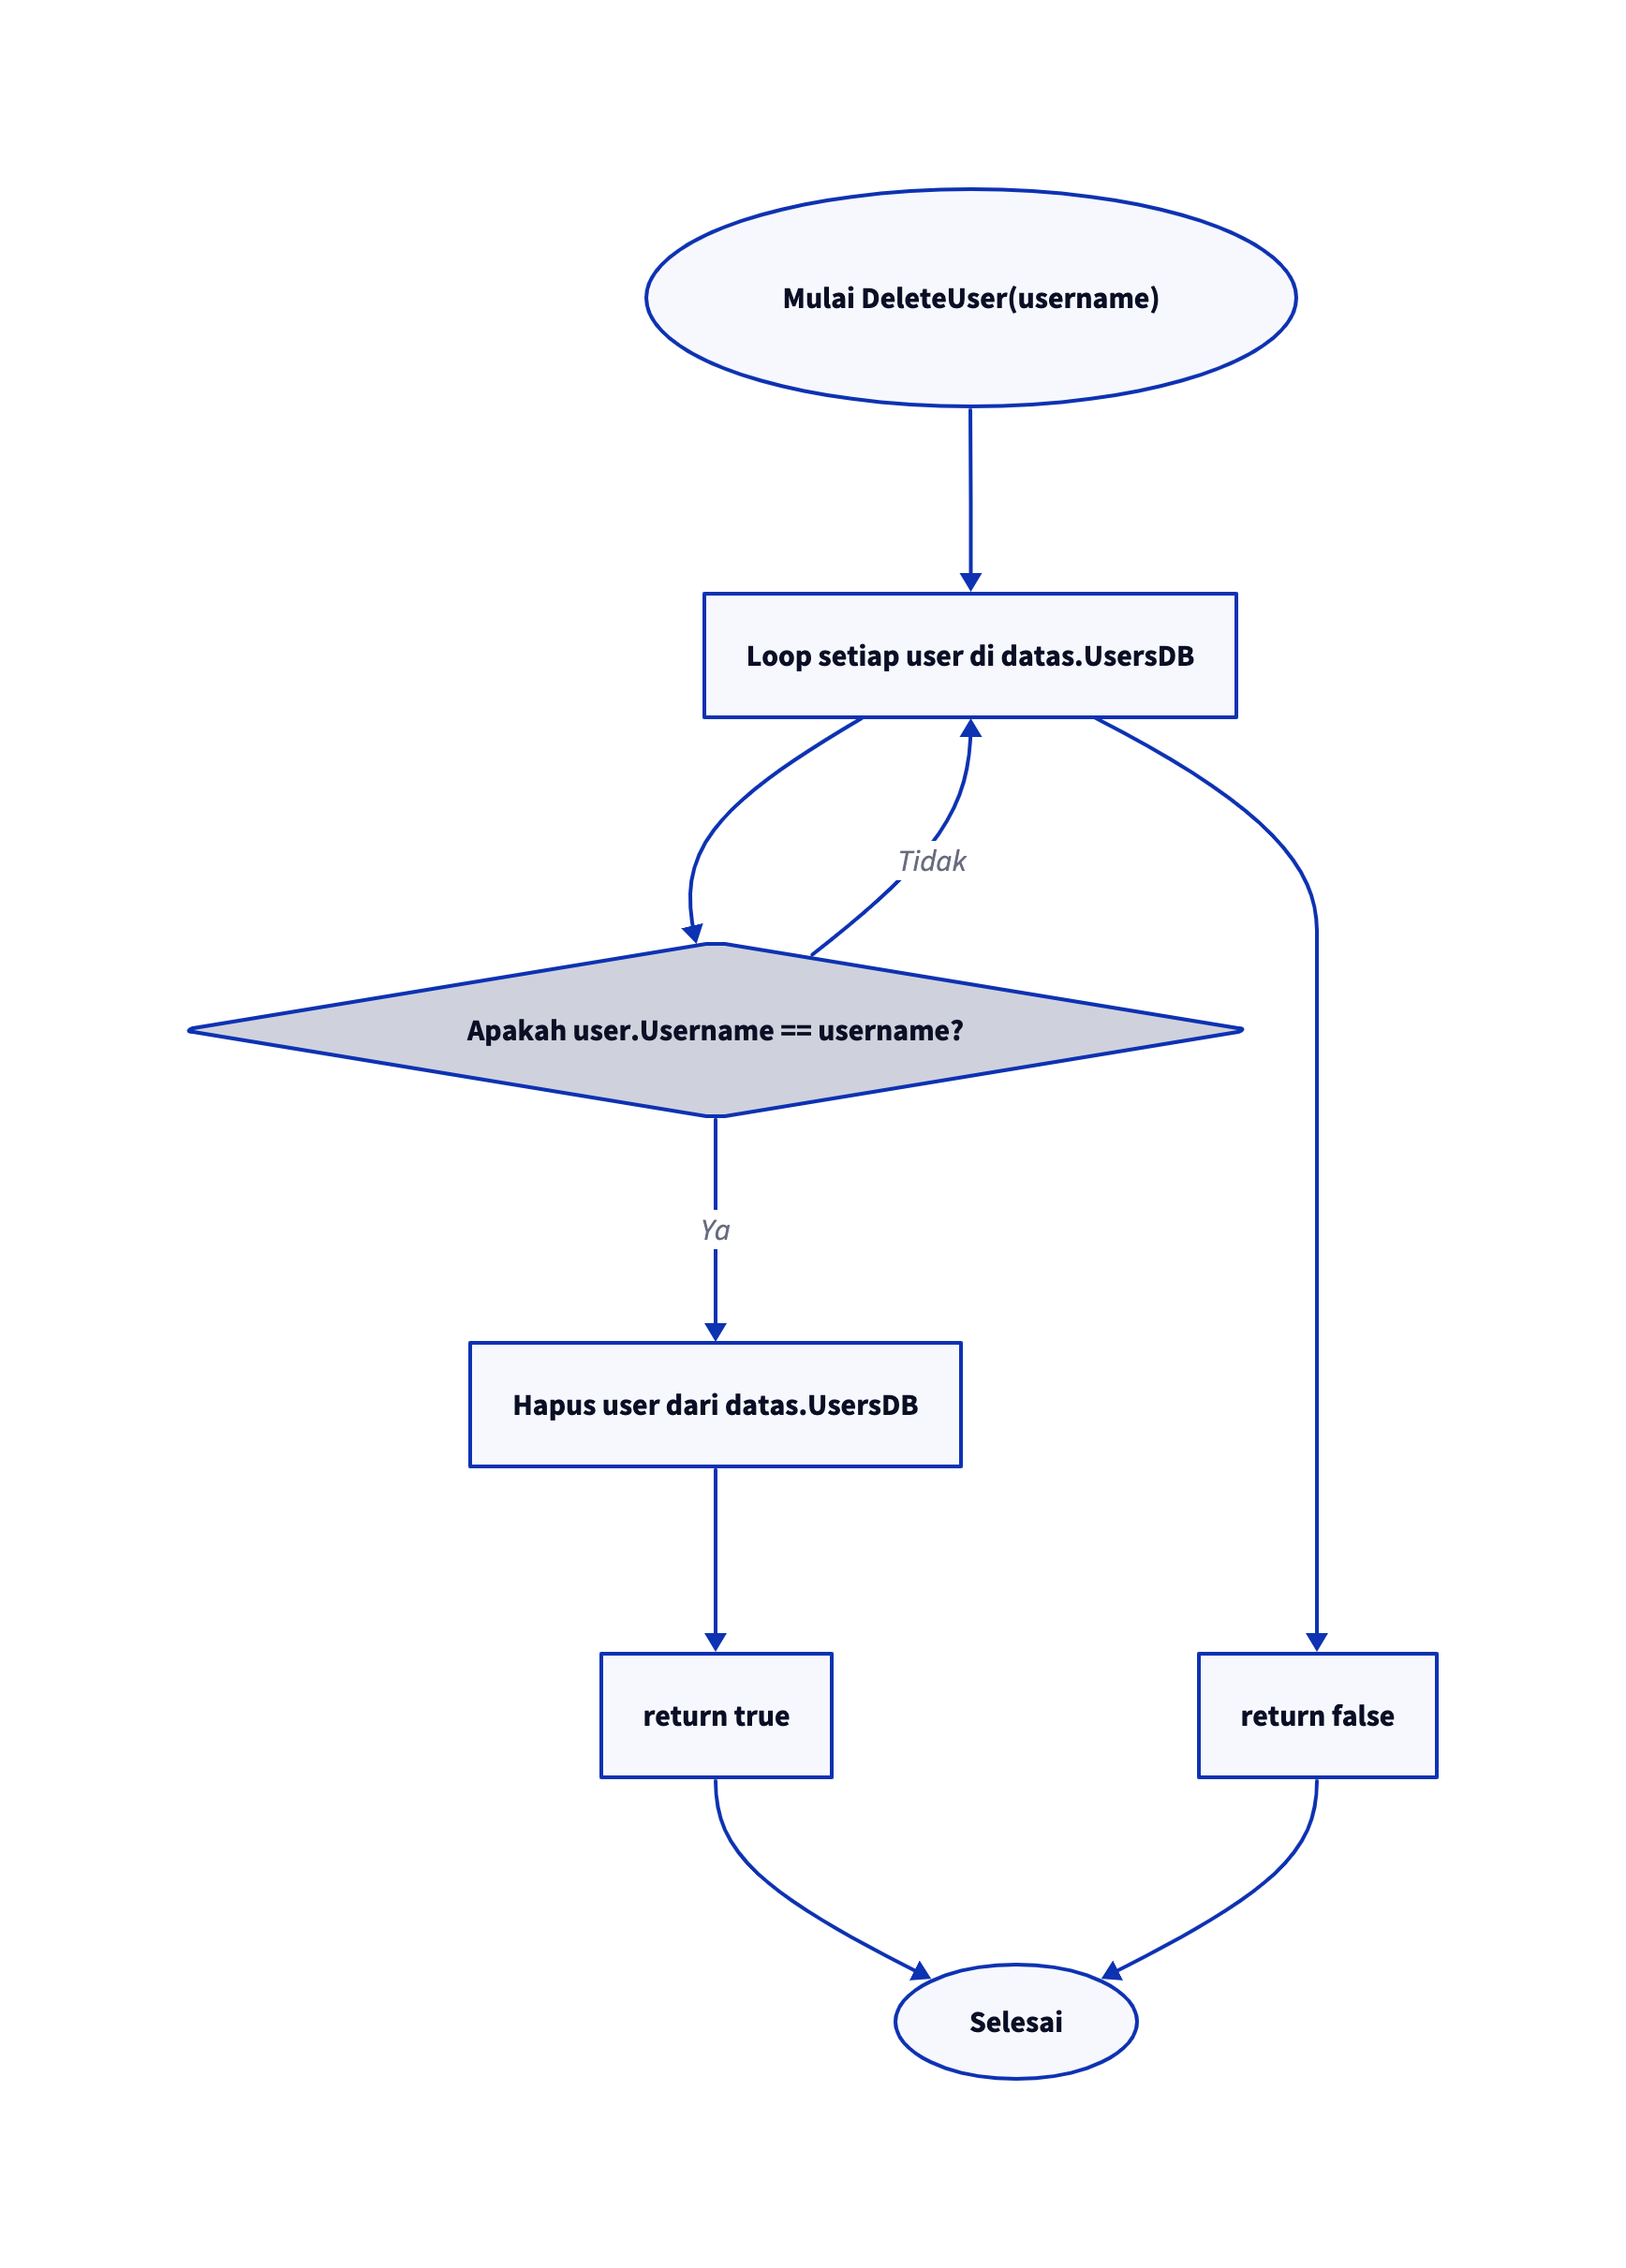 Mulai DeleteUser(username)
Loop setiap user di datas.UsersDB
Tidak
Apakah user.Username == username?
Ya
Hapus user dari datas.UsersDB
return true
return false
Selesai